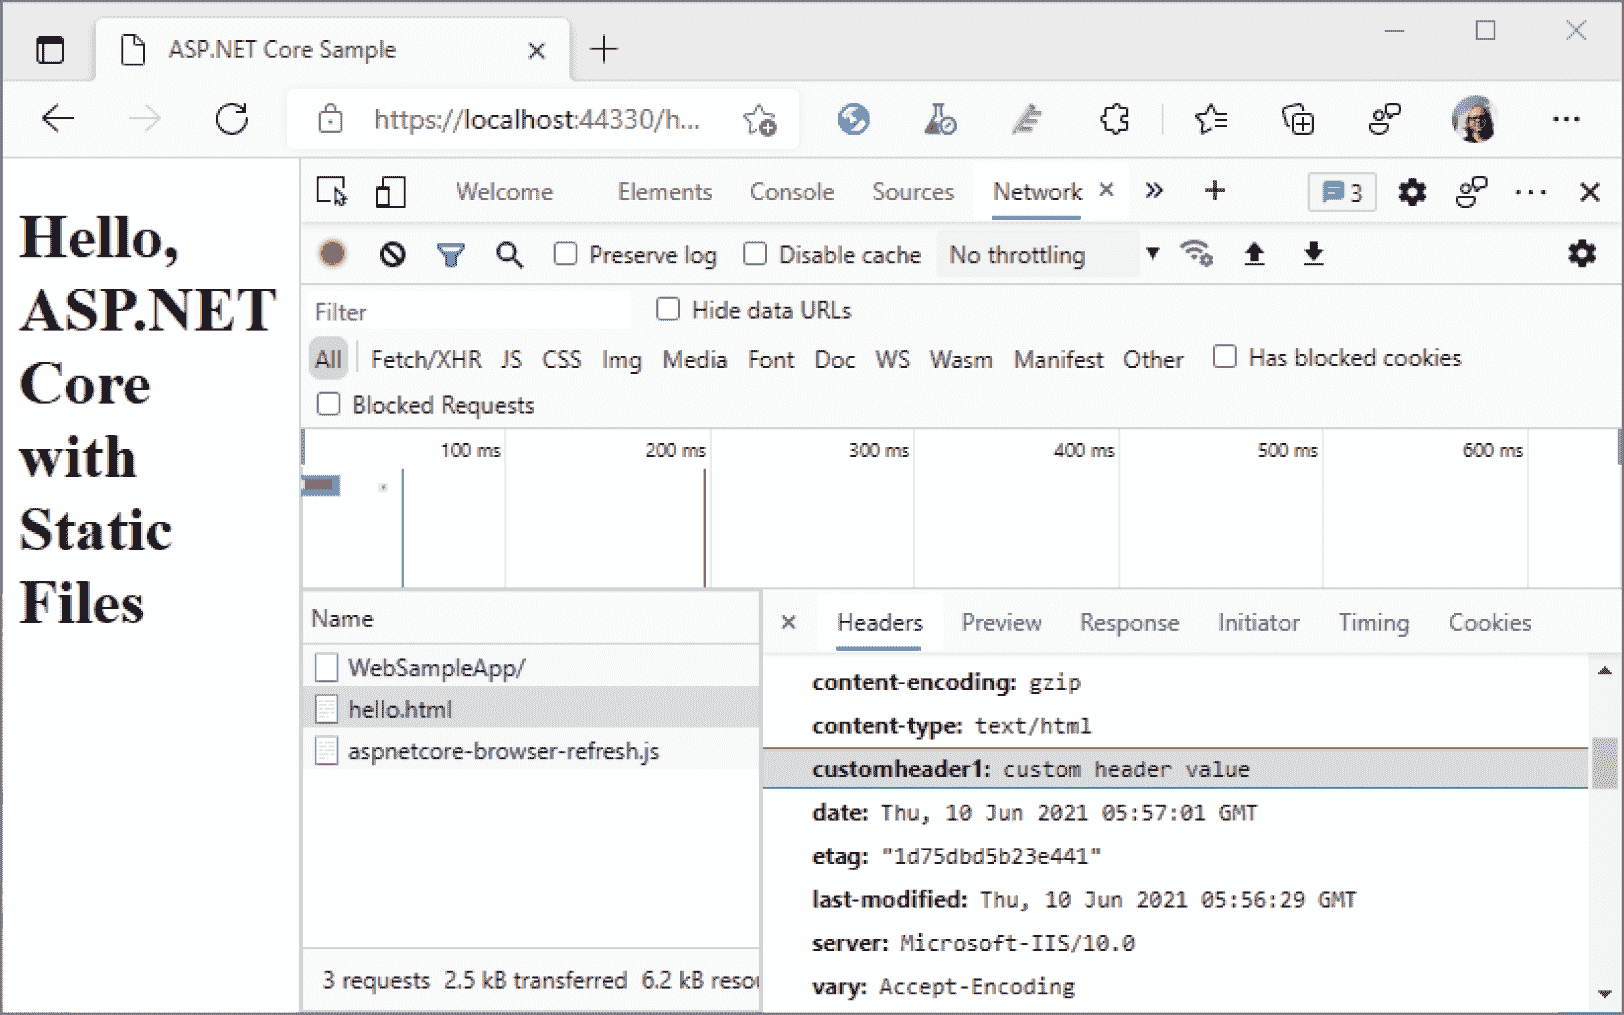 ASP.NET Core Sample
https://localhost:44330/h...
Hello,
ASP.NET
Core
with
Static
Files
Welcome Elements Console Sources Network 3
Preserve log Disable cache No throttling
Filter Hide data URLs
All Fetch/XHR JS CSS Img Media Font Doc WS Wasm Manifest Other Has blocked cookies
Blocked Requests
100 ms 200 ms 300 ms 400 ms 500 ms 600 ms
Name
WebSampleApp/
hello.html
aspnetcore-browser-refresh.js
3 requests 2.5 kB transferred 6.2 kB resou
Headers Preview Response Initiator Timing Cookies
content-encoding: gzip
content-type: text/html
customheader1: custom header value
date: Thu, 10 Jun 2021 05:57:01 GMT
etag: "1d75dbd5b23e441"
last-modified: Thu, 10 Jun 2021 05:56:29 GMT
server: Microsoft-IIS/10.0
vary: Accept-Encoding